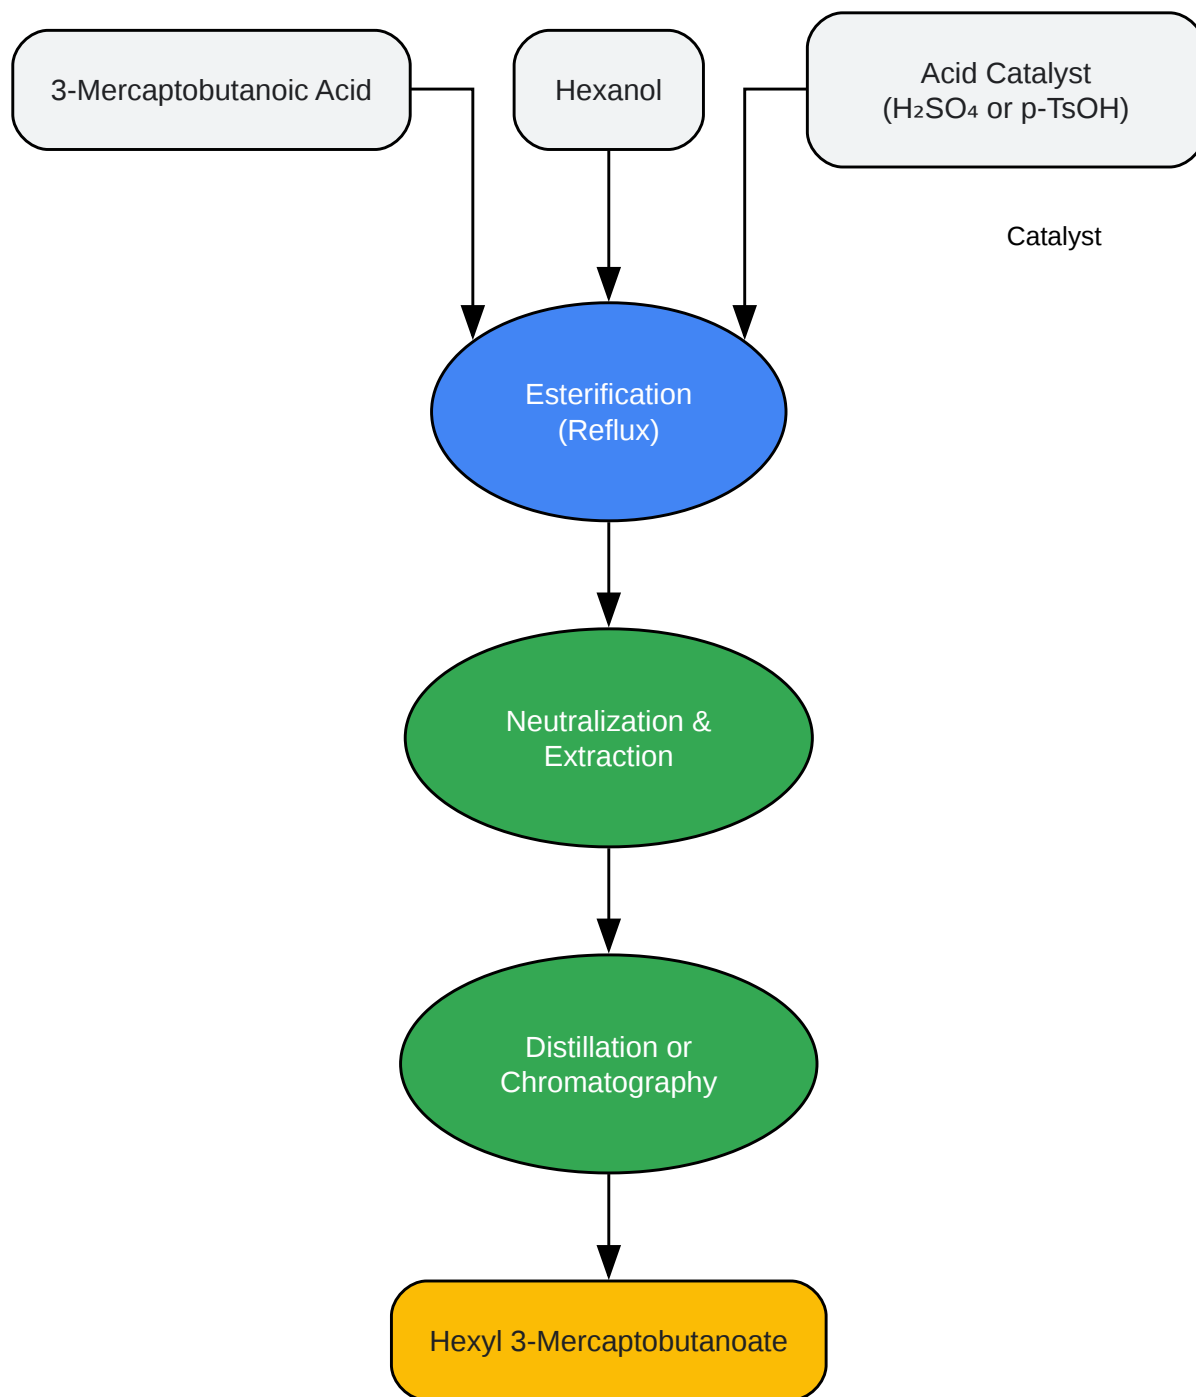 3-Mercaptobutanoic Acid
Hexanol
Acid Catalyst
(H₂SO₄ or p-TsOH)
Catalyst
Esterification
(Reflux)
Neutralization &
Extraction
Distillation or
Chromatography
Hexyl 3-Mercaptobutanoate